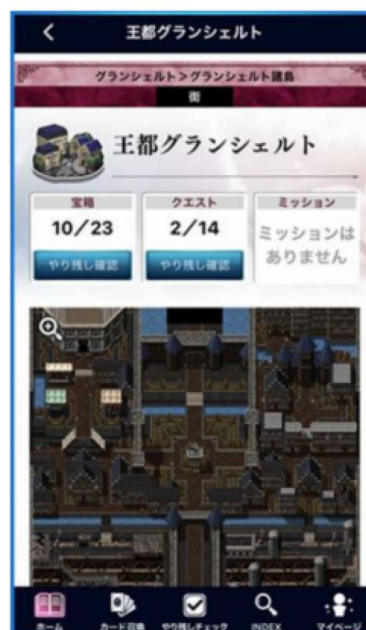 王都グランシェルト
グランシェルト>グランシェルト諸島
街
王都グランシェルト
宝箱
10/23
やり残し確認
クエスト
2/14
やり残し確認
ミッション
ミッションは
ありません
ホーム
カード召喚
やり残しチェック
INDEX
マイページ